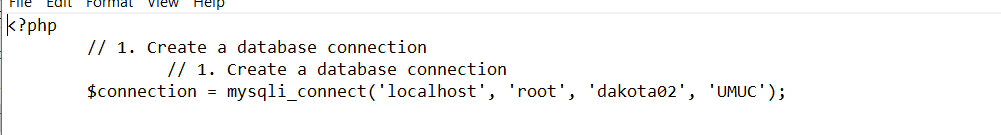 File Edit Format View Help
<?php
// 1. Create a database connection
// 1. Create a database connection
$connection = mysqli_connect('localhost', 'root', 'dakota02', 'UMUC');